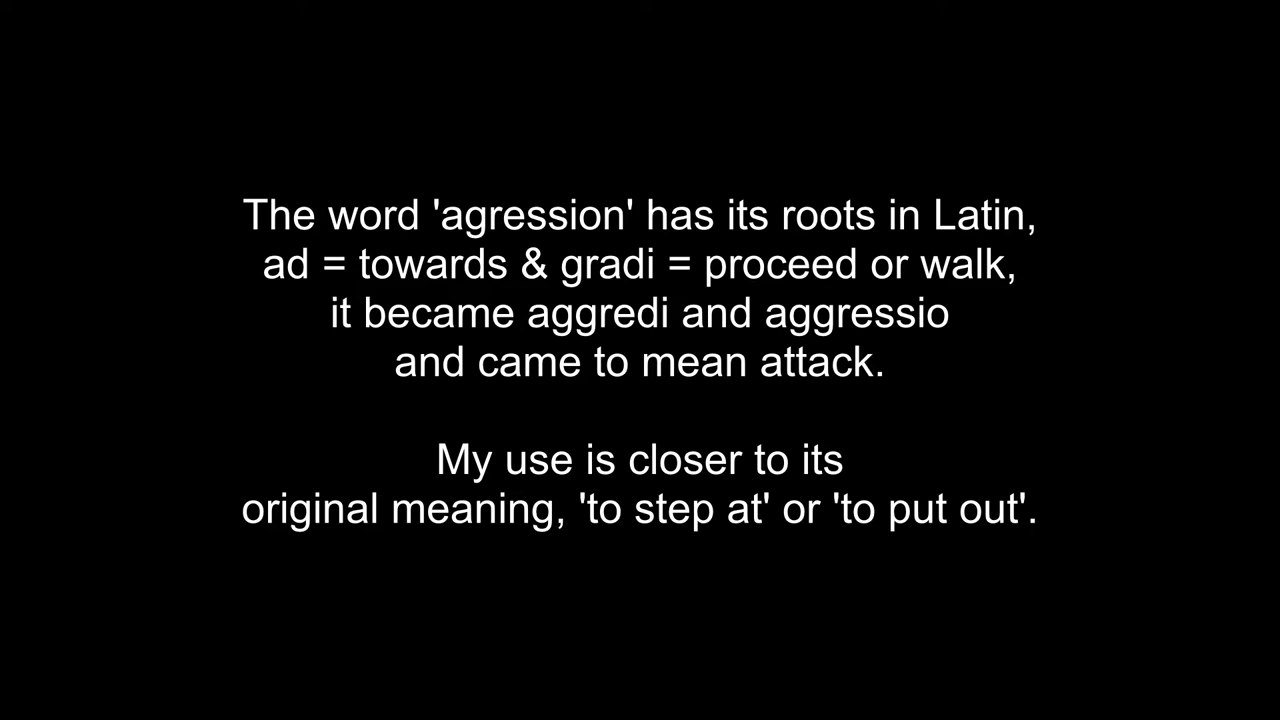 The word 'agression' has its roots in Latin,
ad = towards & gradi = proceed or walk,
it became aggredi and aggressio
and came to mean attack.
My use is closer to its
original meaning, 'to step at' or 'to put out'.